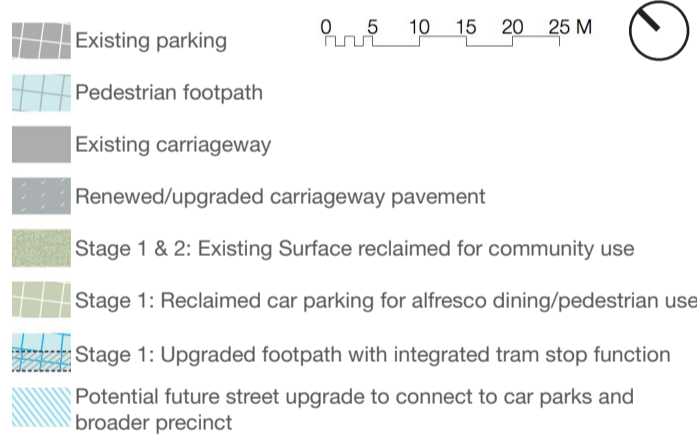 0 5 10 15 20 25 M
Existing parking
Pedestrian footpath
Existing carriageway
Renewed/upgraded carriageway pavement
Stage 1 & 2: Existing Surface reclaimed for community use
Stage 1: Reclaimed car parking for alfresco dining/pedestrian use
Stage 1: Upgraded footpath with integrated tram stop function
Potential future street upgrade to connect to car parks and
broader precinct